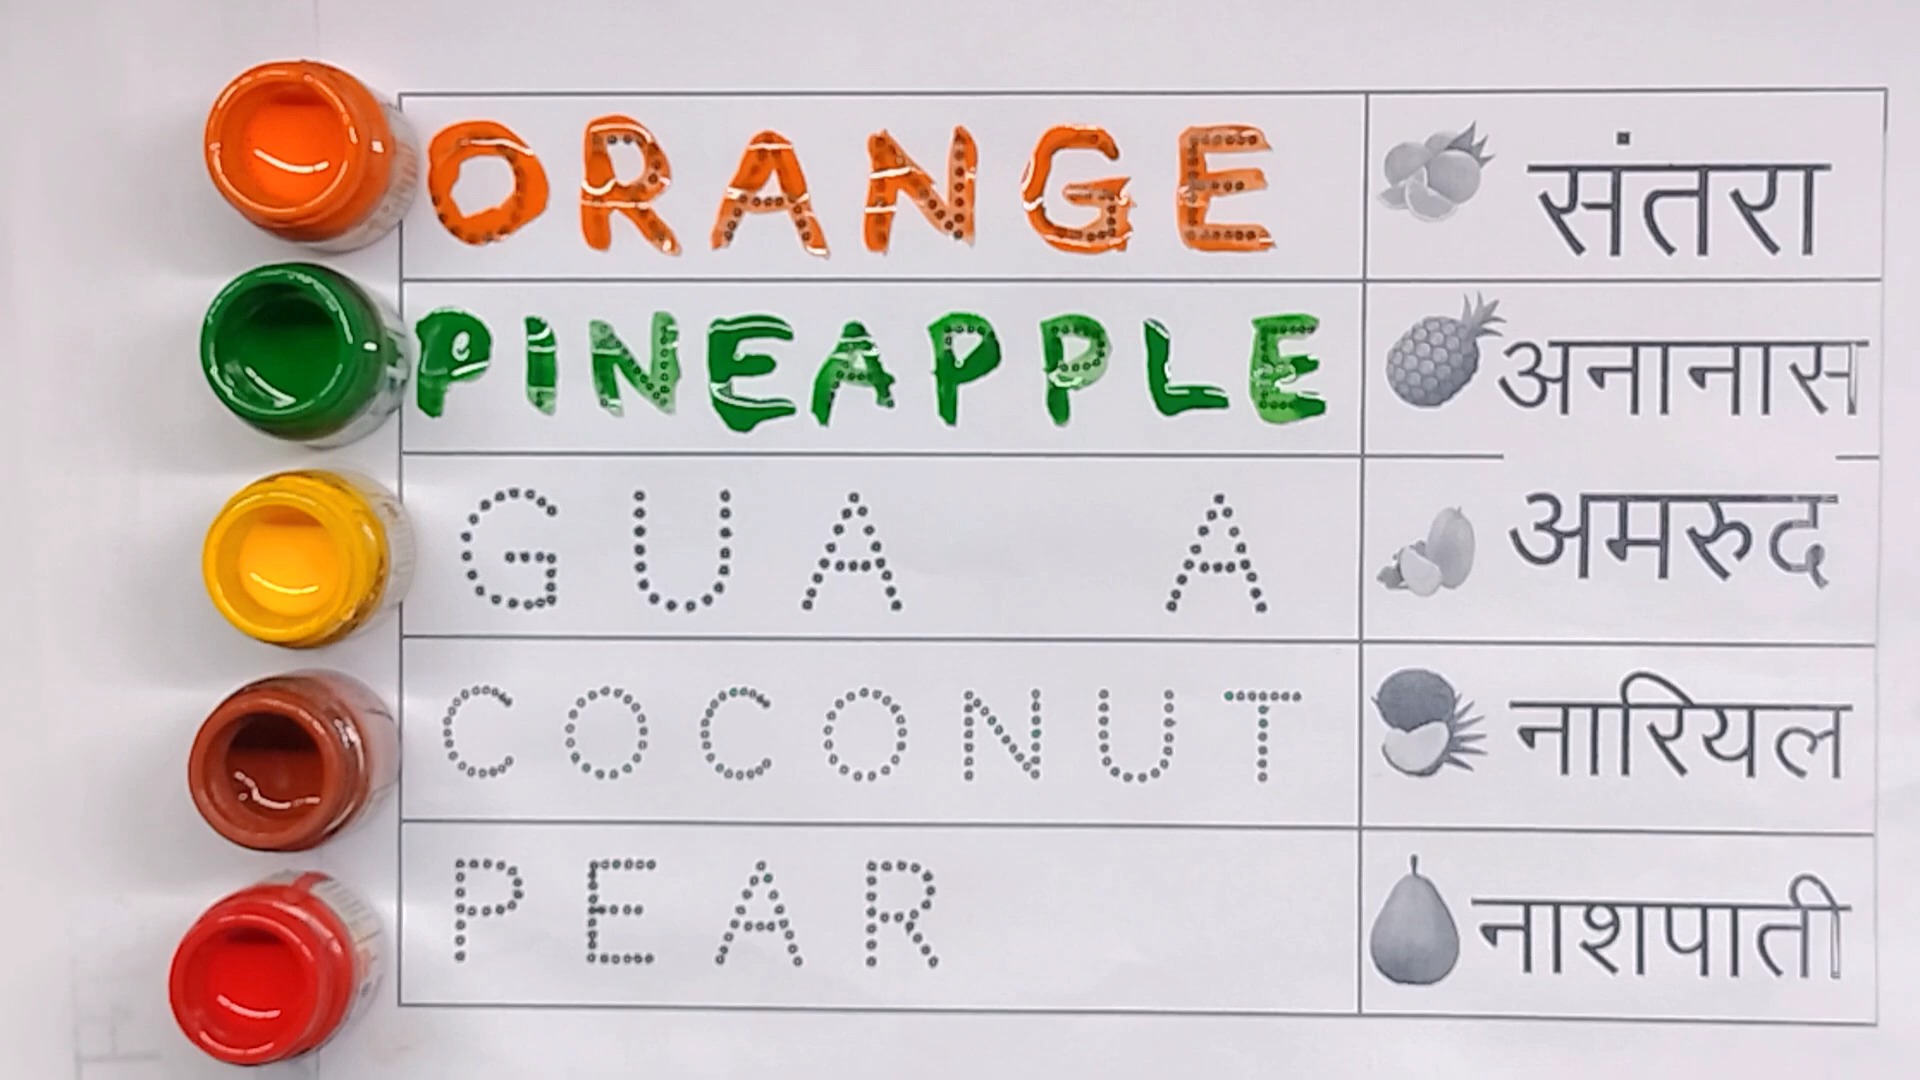 ORANGE संतरा
PINEAPPLE अनानास
GUA A अमरुद
COCONUT नारियल
PEAR नाशपाती